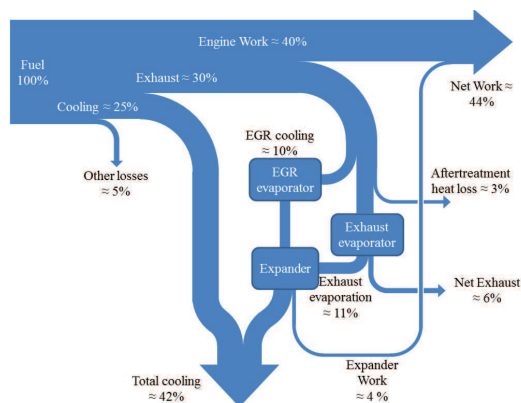 Engine Work ≈ 40%
Fuel
100%
Exhaust ≈ 30%
Net Work ≈
44%
Cooling ≈ 25%
EGR cooling
≈ 10%
Other losses
≈ 5%
EGR
evaporator
Aftertreatment
heat loss ≈ 3%
Exhaust
evaporator
Expander
Exhaust
evaporation
≈ 11%
Net Exhaust
≈ 6%
Total cooling
≈ 42%
Expander
Work
≈ 4 %